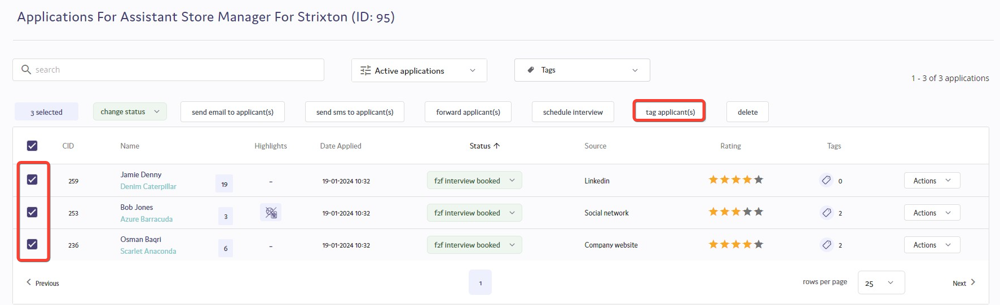 Applications For Assistant Store Manager For Strixton (ID: 95)
search
Active applications
Tags
1 - 3 of 3 applications
3 selected
change status
send email to applicant(s)
send sms to applicant(s)
forward applicant(s)
schedule interview
tag applicant(s)
delete
CID Name Highlights Date Applied Status Source Rating Tags
259 Jamie Denny 19 - 19-01-2024 10:32 f2f interview booked Linkedin 0 Actions
Denim Caterpillar
253 Bob Jones 3 19-01-2024 10:32 f2f interview booked Social network 2 Actions
Azure Barracuda
236 Osman Baqri 6 - 19-01-2024 10:32 f2f interview booked Company website 2 Actions
Scarlet Anaconda
Previous
1
rows per page 25
Next